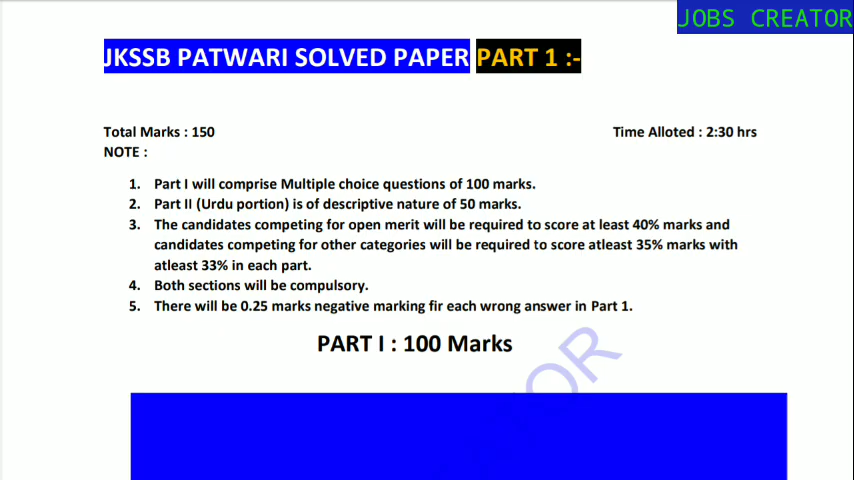 JOBS CREATOR
JKSSB PATWARI SOLVED PAPER PART 1 :-
Total Marks : 150 Time Alloted : 2:30 hrs
NOTE :
1. Part I will comprise Multiple choice questions of 100 marks.
2. Part II (Urdu portion) is of descriptive nature of 50 marks.
3. The candidates competing for open merit will be required to score at least 40% marks and
candidates competing for other categories will be required to score atleast 35% marks with
atleast 33% in each part.
4. Both sections will be compulsory.
5. There will be 0.25 marks negative marking fir each wrong answer in Part 1.
PART I : 100 Marks
OR